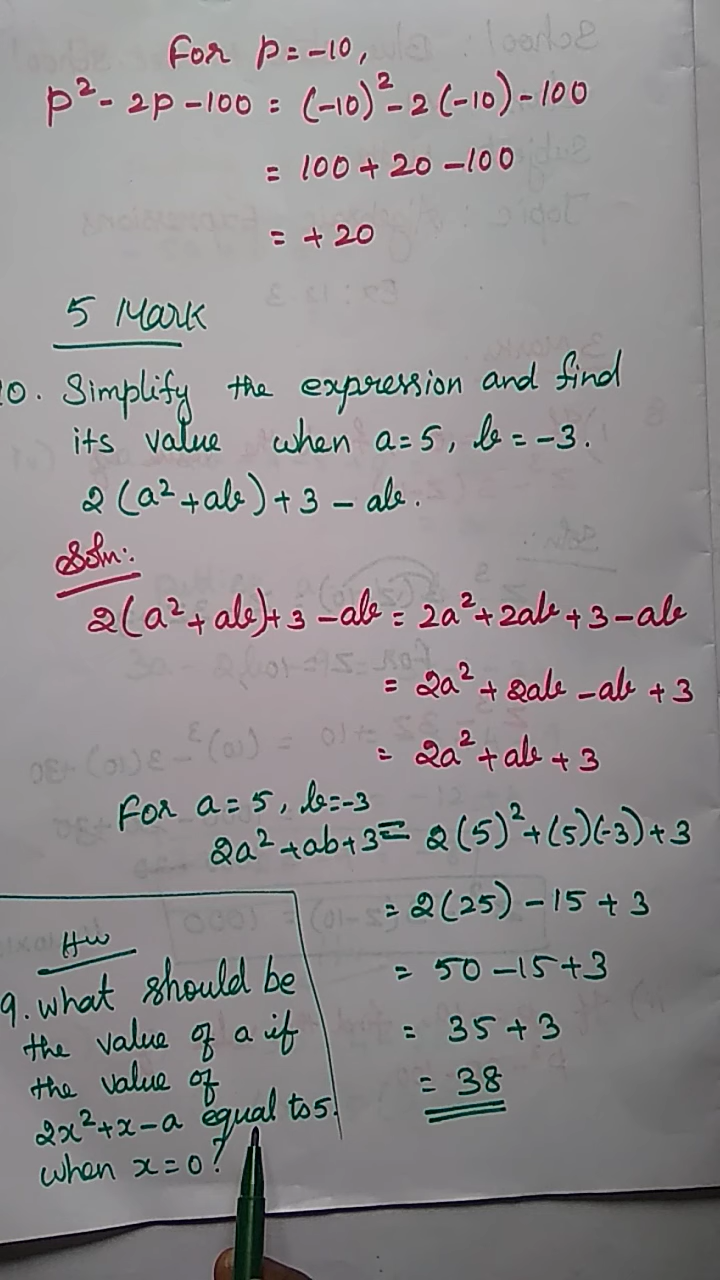 For p = -10,
p² - 2p - 100 = (-10)² - 2(-10) - 100
= 100 + 20 - 100
= + 20
5 Mark
10. Simplify the expression and find
its value when a = 5, b = -3.
2(a² + ab) + 3 - ab.
Soln:
2(a² + ab) + 3 - ab = 2a² + 2ab + 3 - ab
= 2a² + 2ab - ab + 3
= 2a² + ab + 3
For a = 5, b = -3
2a² + ab + 3 = 2(5)² + (5)(-3) + 3
= 2(25) - 15 + 3
= 50 - 15 + 3
= 35 + 3
= 38
HW
9. what should be
the value of a if
the value of
2x² + x - a equal to 5
when x = 0?